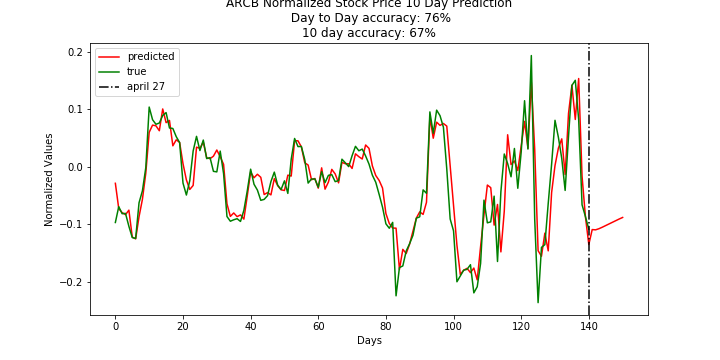 ARCB Normalized Stock Price 10 Day Prediction
Day to Day accuracy: 76%
10 day accuracy: 67%
predicted
true
april 27
Normalized Values
0.2
0.1
0.0
−0.1
−0.2
0 20 40 60 80 100 120 140
Days